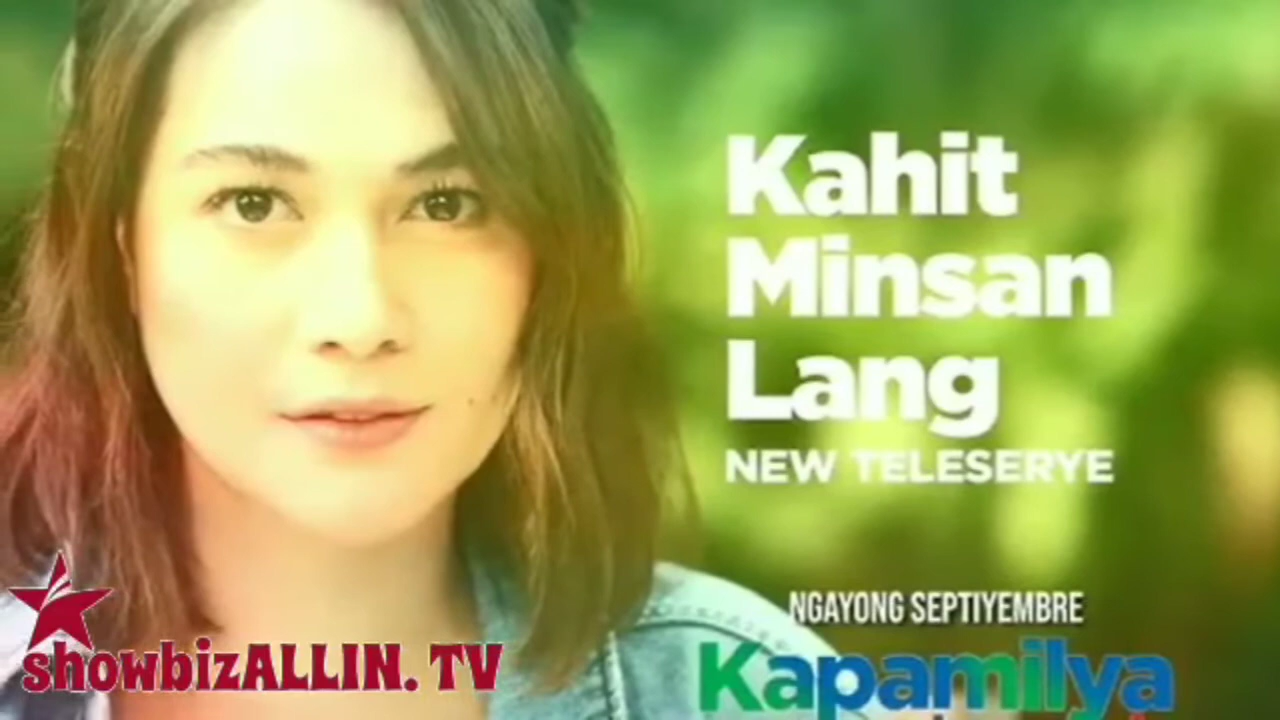 Kahit
Minsan
Lang
NEW TELESERYE
NGAYONG SEPTIYEMBRE
Kapamilya
showbizALLIN. TV